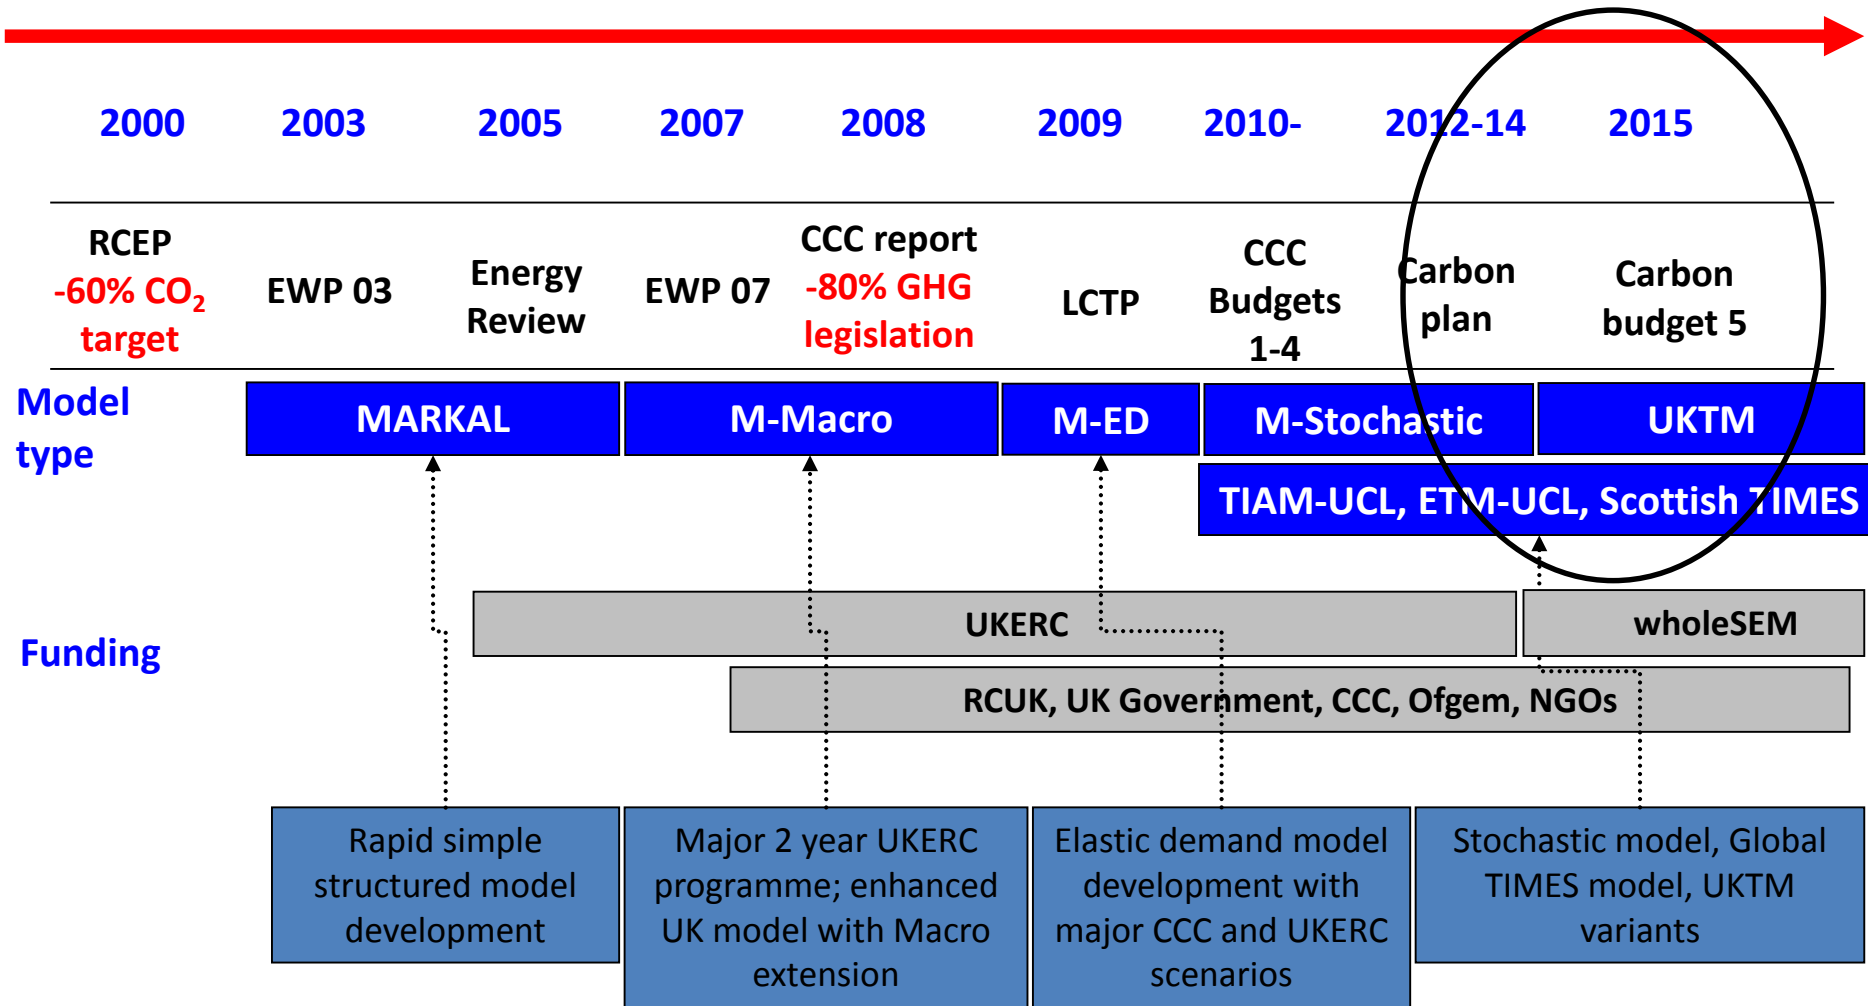 2000 2003 2005 2007 2008 2009 2010- 2012-14 2015
RCEP
-60% CO₂
target
EWP 03
Energy
Review
EWP 07
CCC report
-80% GHG
legislation
LCTP
CCC
Budgets
1-4
Carbon
plan
Carbon
budget 5
Model
type
MARKAL
M-Macro
M-ED
M-Stochastic
UKTM
TIAM-UCL, ETM-UCL, Scottish TIMES
Funding
UKERC
wholeSEM
RCUK, UK Government, CCC, Ofgem, NGOs
Rapid simple
structured model
development
Major 2 year UKERC
programme; enhanced
UK model with Macro
extension
Elastic demand model
development with
major CCC and UKERC
scenarios
Stochastic model, Global
TIMES model, UKTM
variants